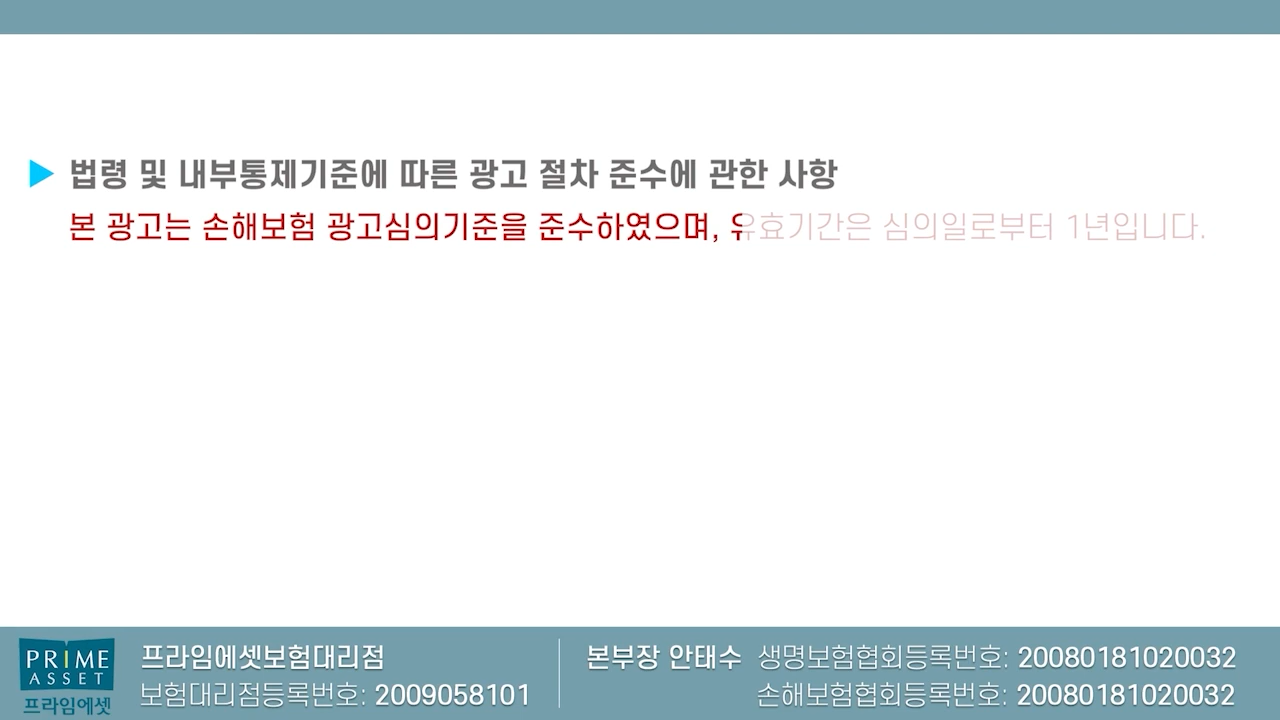 ▶ 법령 및 내부통제기준에 따른 광고 절차 준수에 관한 사항
본 광고는 손해보험 광고심의기준을 준수하였으며, 유효기간은 심의일로부터 1년입니다.
PRIME
ASSET
프라임에셋
프라임에셋보험대리점
보험대리점등록번호: 2009058101
본부장 안태수 생명보험협회등록번호: 20080181020032
손해보험협회등록번호: 20080181020032